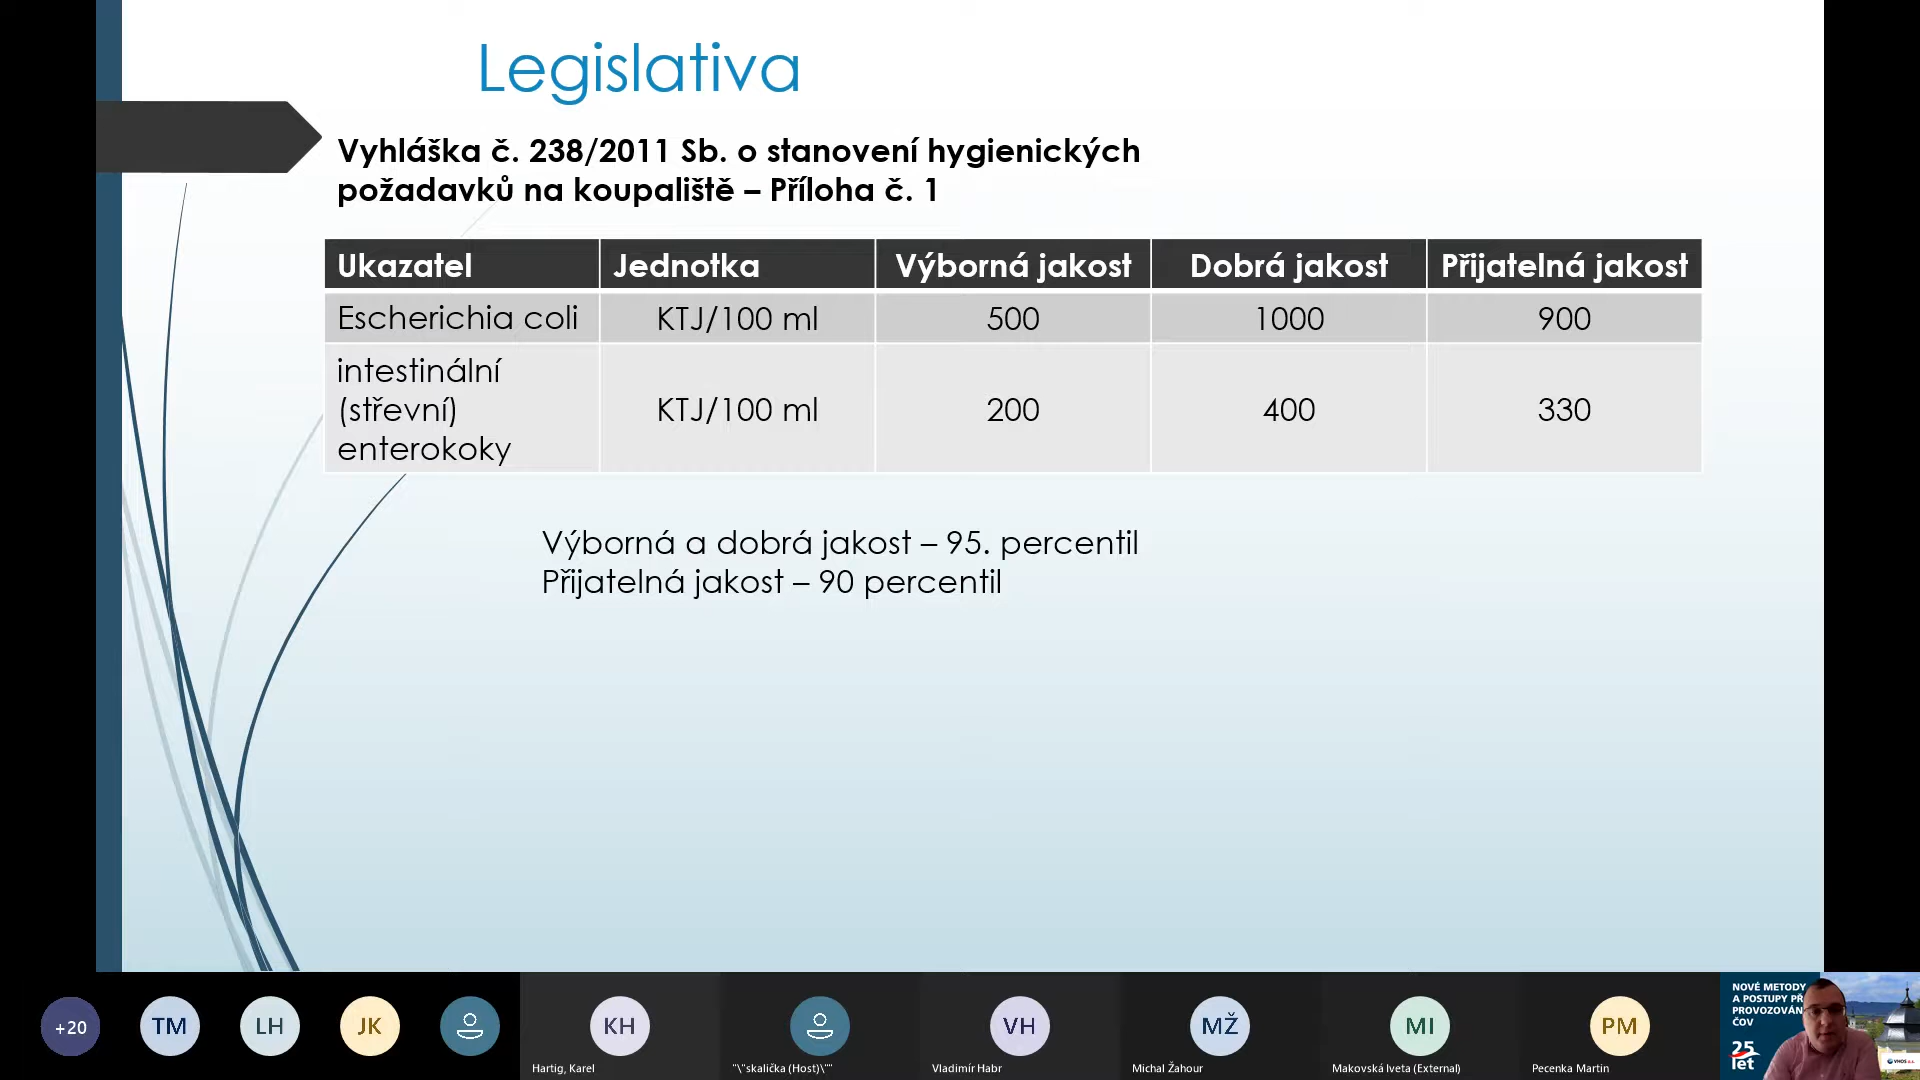 Legislativa
Vyhláška č. 238/2011 Sb. o stanovení hygienických
požadavků na koupaliště – Příloha č. 1
Ukazatel Jednotka Výborná jakost Dobrá jakost Přijatelná jakost
Escherichia coli KTJ/100 ml 500 1000 900
intestinální
(střevní)
enterokoky
KTJ/100 ml 200 400 330
Výborná a dobrá jakost – 95. percentil
Přijatelná jakost – 90 percentil
+20 TM LH JK KH VH MŽ MI PM
Hartig, Karel "\"skalička (Host)\"" Vladimír Habr Michal Žahour Makovská Iveta (External) Pecenka Martin
NOVÉ METODY
A POSTUPY PŘ
PROVOZOVÁN
ČOV
25
let